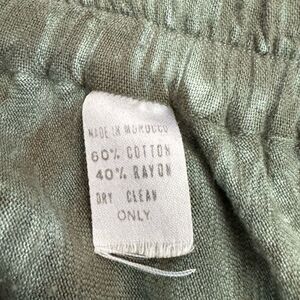 MADE IN MOROCCO
60% COTTON
40% RAYON
DRY CLEAN
ONLY